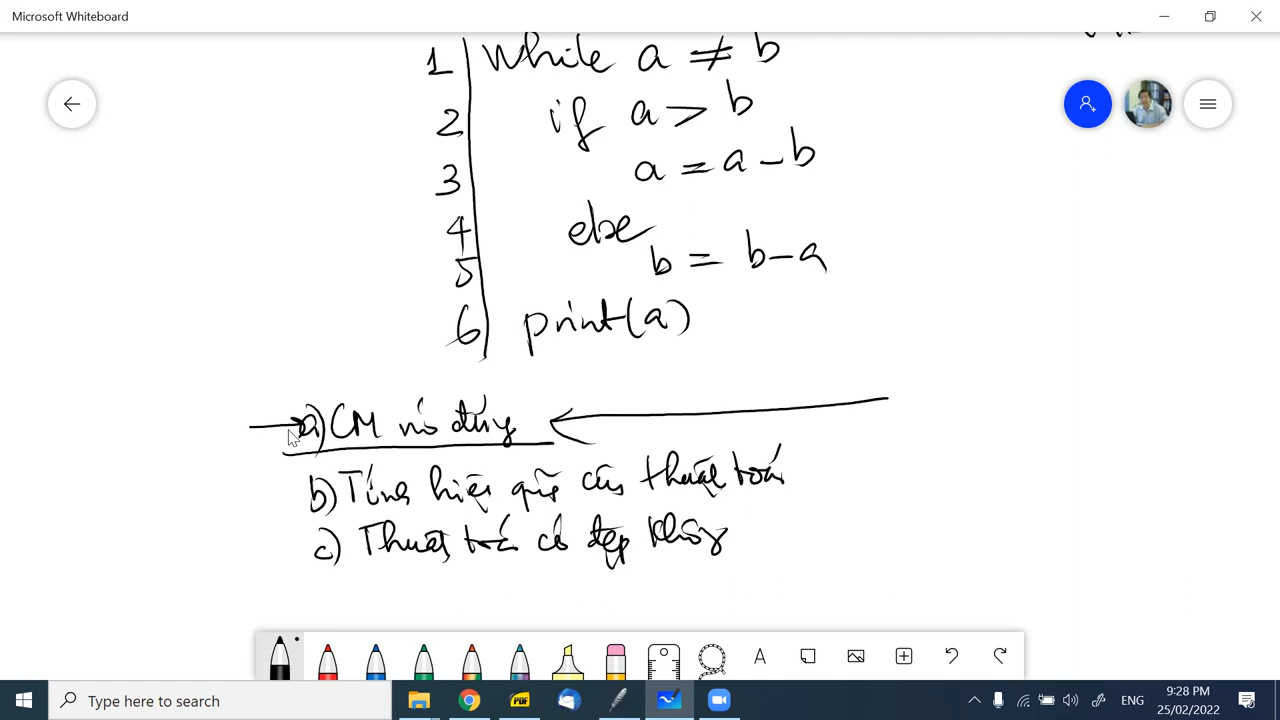 Microsoft Whiteboard
1 While a ≠ b
2 if a > b
3 a = a - b
4 else
5 b = b - a
6 print(a)
a) CM nó đúng
b) Tính hiệu quả của thuật toán
c) Thuật toán có đẹp không
A
Type here to search
PDF
ENG
9:28 PM
25/02/2022